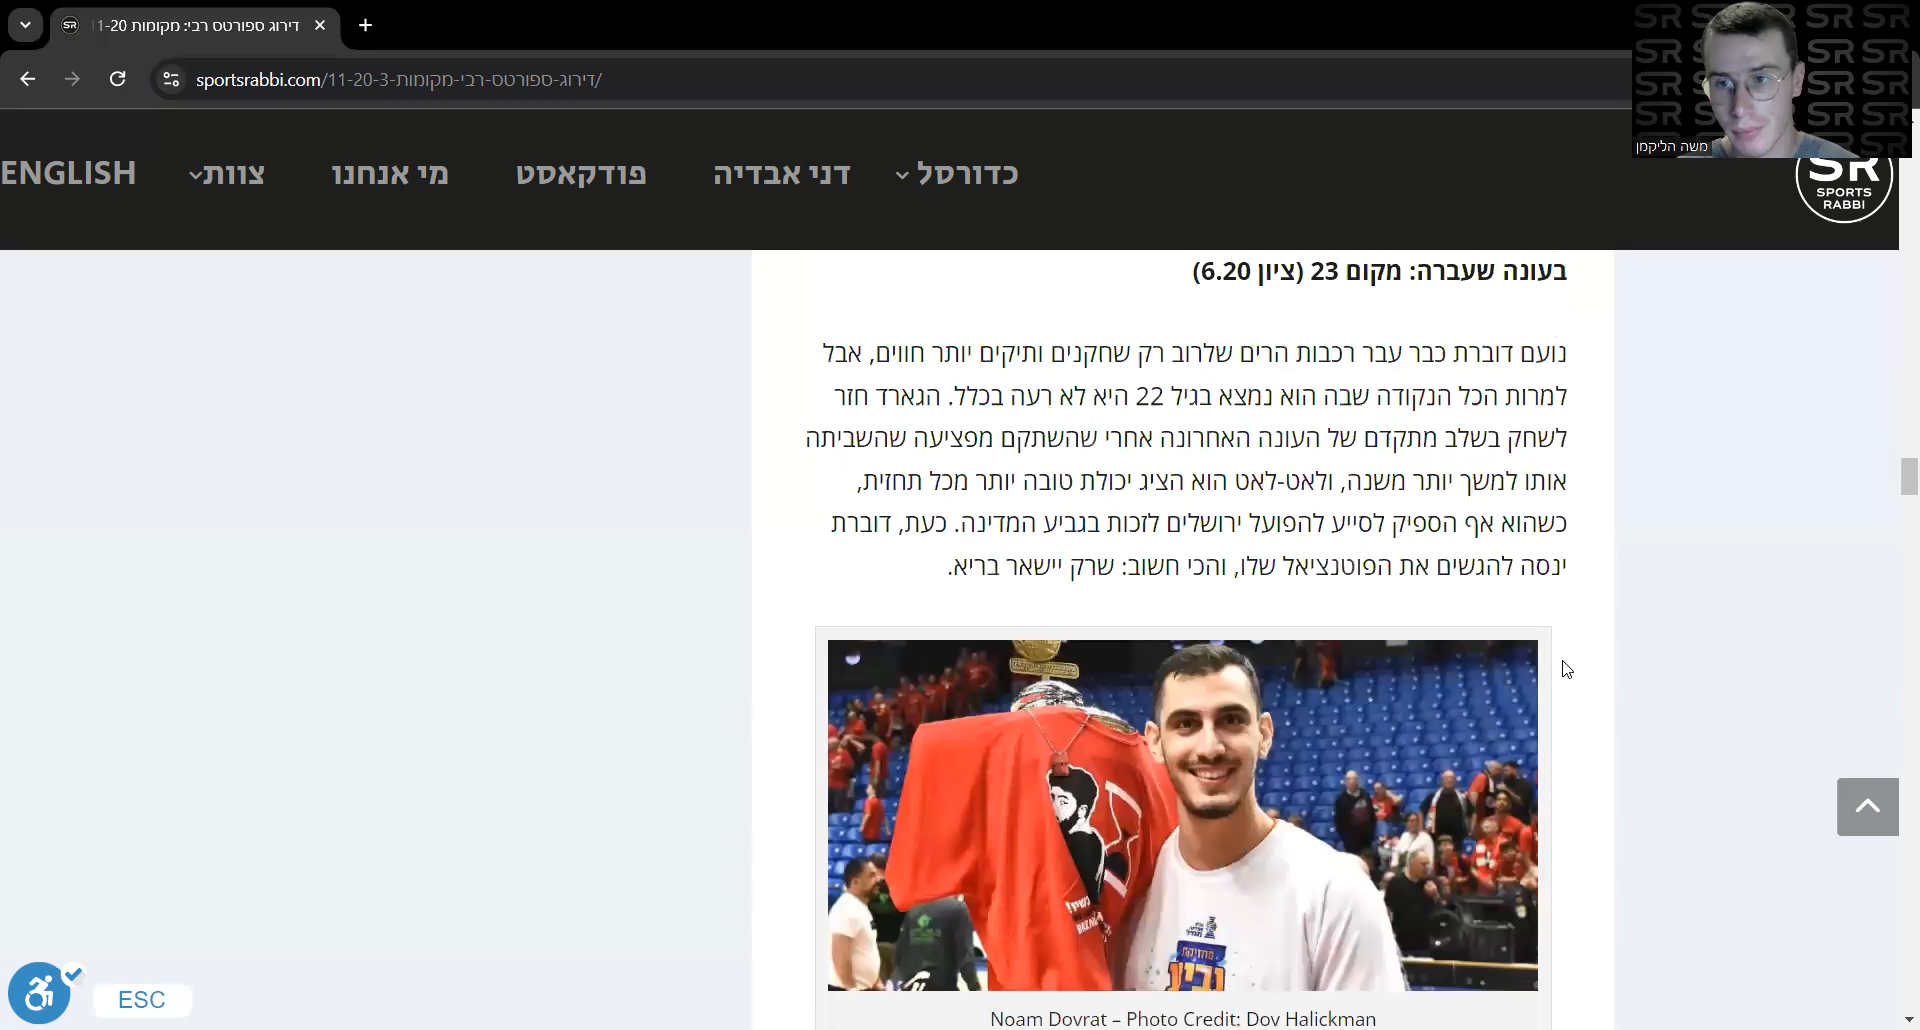 דירוג ספורטס רבי: מקומות 11-20
sportsrabbi.com/דירוג-ספורטס-רבי-מקומות-11-20-3/
SR
משה הליקמן
SR
SPORTS
RABBI
כדורסל
דני אבדיה
פודקאסט
מי אנחנו
צוות
ENGLISH
בעונה שעברה: מקום 23 (ציון 6.20)
נועם דוברת כבר עבר רכבות הרים שלרוב רק שחקנים ותיקים יותר חווים, אבל
למרות הכל הנקודה שבה הוא נמצא בגיל 22 היא לא רעה בכלל. הגארד חזר
לשחק בשלב מתקדם של העונה האחרונה אחרי שהשתקם מפציעה שהשביתה
אותו למשך יותר משנה, ולאט-לאט הוא הציג יכולת טובה יותר מכל תחזית,
כשהוא אף הספיק לסייע להפועל ירושלים לזכות בגביע המדינה. כעת, דוברת
ינסה להגשים את הפוטנציאל שלו, והכי חשוב: שרק יישאר בריא.
מחזיקת
גביע
Noam Dovrat – Photo Credit: Dov Halickman
ESC